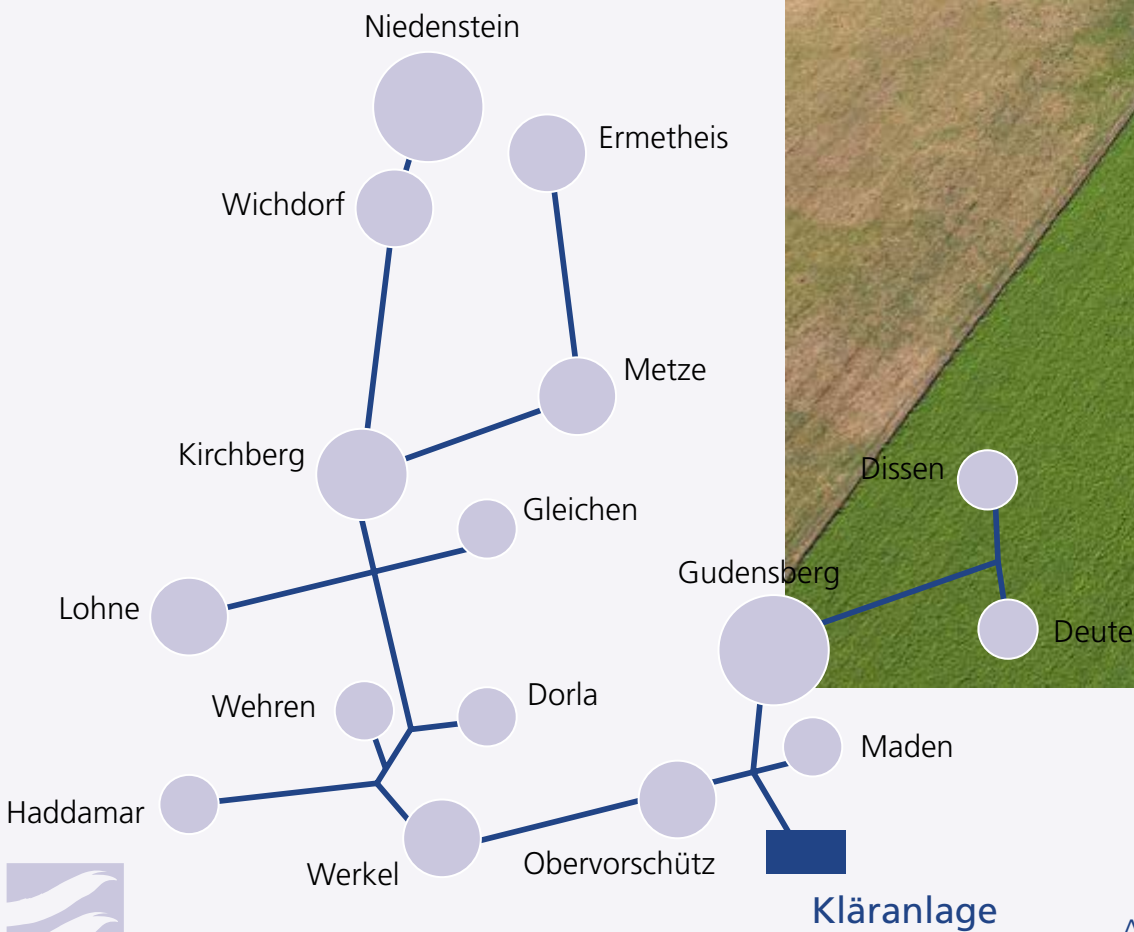 Niedenstein
Ermetheis
Wichdorf
Metze
Kirchberg
Dissen
Gleichen
Gudensberg
Lohne
Deute
Wehren
Dorla
Maden
Haddamar
Obervorschütz
Werkel
Kläranlage